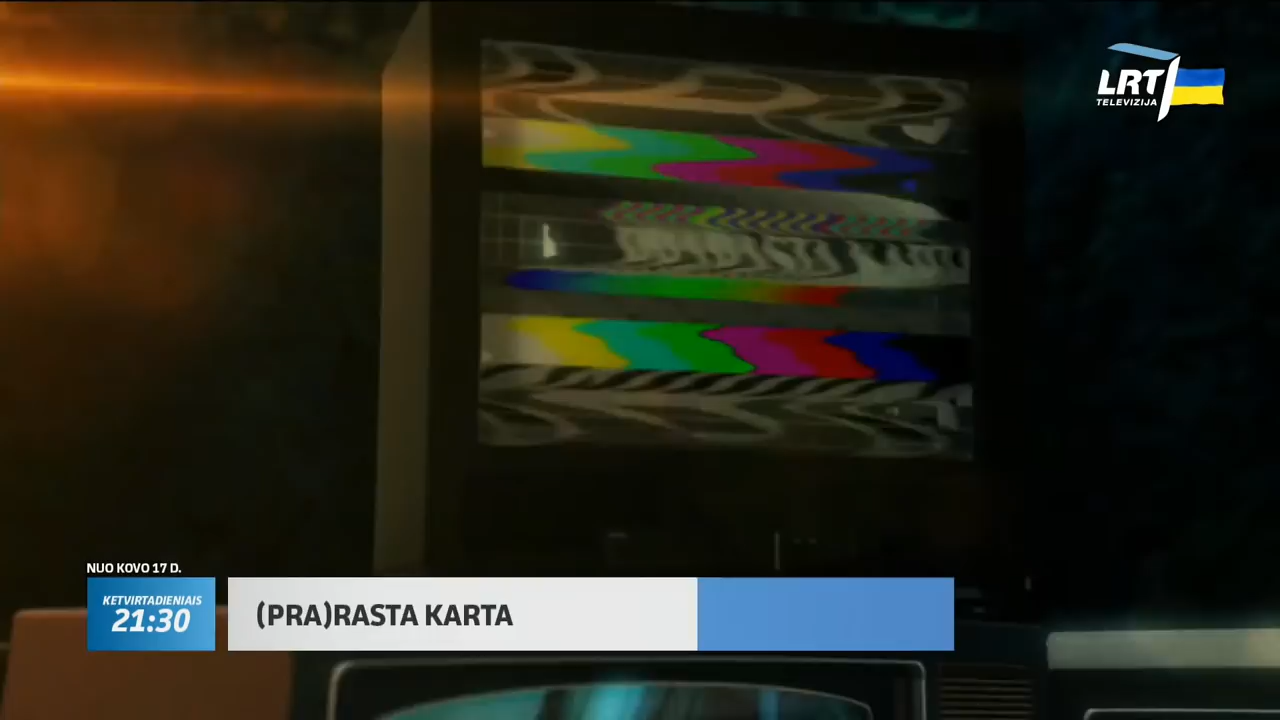 LRT
TELEVIZIJA
NUO KOVO 17 D.
KETVIRTADIENIAIS
21:30
(PRA)RASTA KARTA